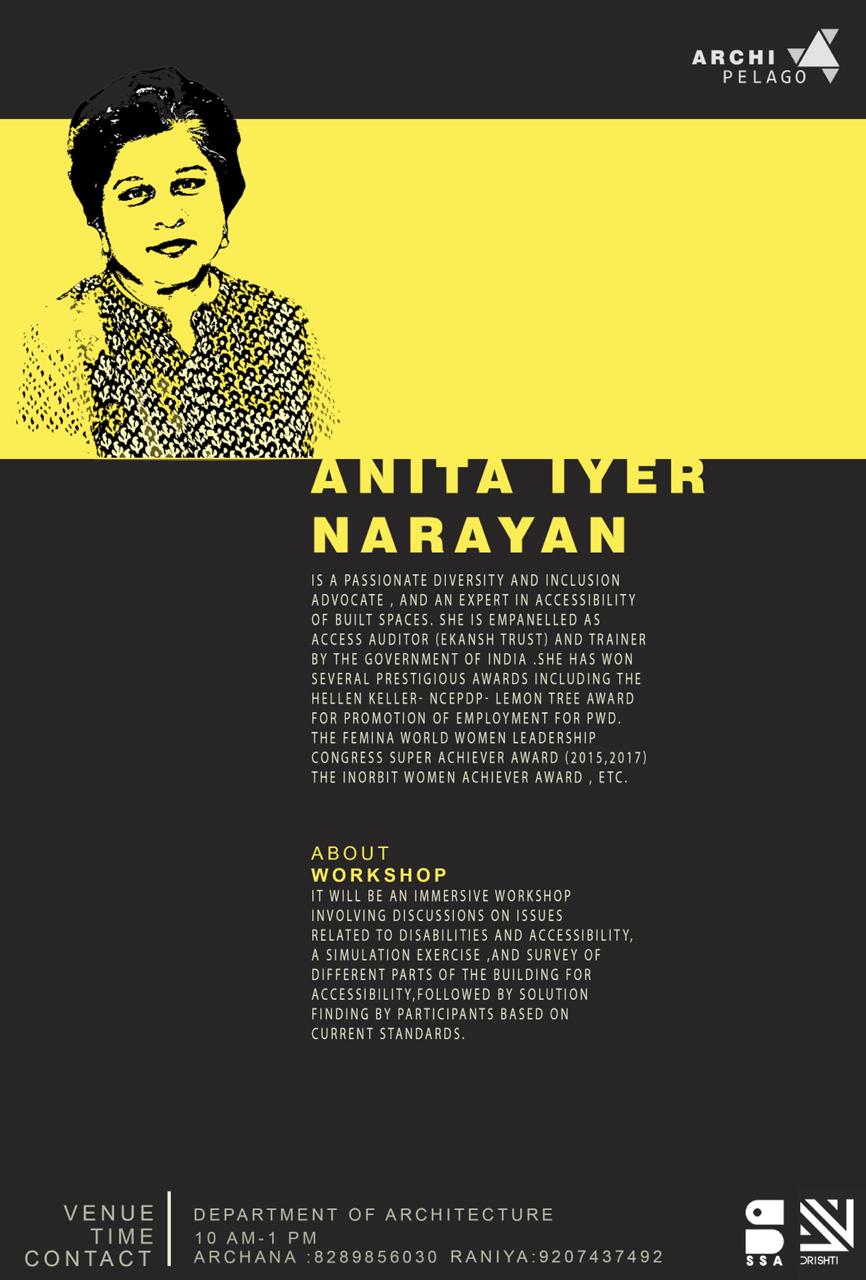 ARCHI
PELAGO
ANITA IYER
NARAYAN
IS A PASSIONATE DIVERSITY AND INCLUSION
ADVOCATE , AND AN EXPERT IN ACCESSIBILITY
OF BUILT SPACES. SHE IS EMPANELLED AS
ACCESS AUDITOR (EKANSH TRUST) AND TRAINER
BY THE GOVERNMENT OF INDIA .SHE HAS WON
SEVERAL PRESTIGIOUS AWARDS INCLUDING THE
HELLEN KELLER- NCEPDP- LEMON TREE AWARD
FOR PROMOTION OF EMPLOYMENT FOR PWD.
THE FEMINA WORLD WOMEN LEADERSHIP
CONGRESS SUPER ACHIEVER AWARD (2015,2017)
THE INORBIT WOMEN ACHIEVER AWARD , ETC.
ABOUT
WORKSHOP
IT WILL BE AN IMMERSIVE WORKSHOP
INVOLVING DISCUSSIONS ON ISSUES
RELATED TO DISABILITIES AND ACCESSIBILITY,
A SIMULATION EXERCISE ,AND SURVEY OF
DIFFERENT PARTS OF THE BUILDING FOR
ACCESSIBILITY,FOLLOWED BY SOLUTION
FINDING BY PARTICIPANTS BASED ON
CURRENT STANDARDS.
VENUE DEPARTMENT OF ARCHITECTURE
TIME 10 AM-1 PM
CONTACT ARCHANA :8289856030 RANIYA:9207437492
SSA
DRISHTI